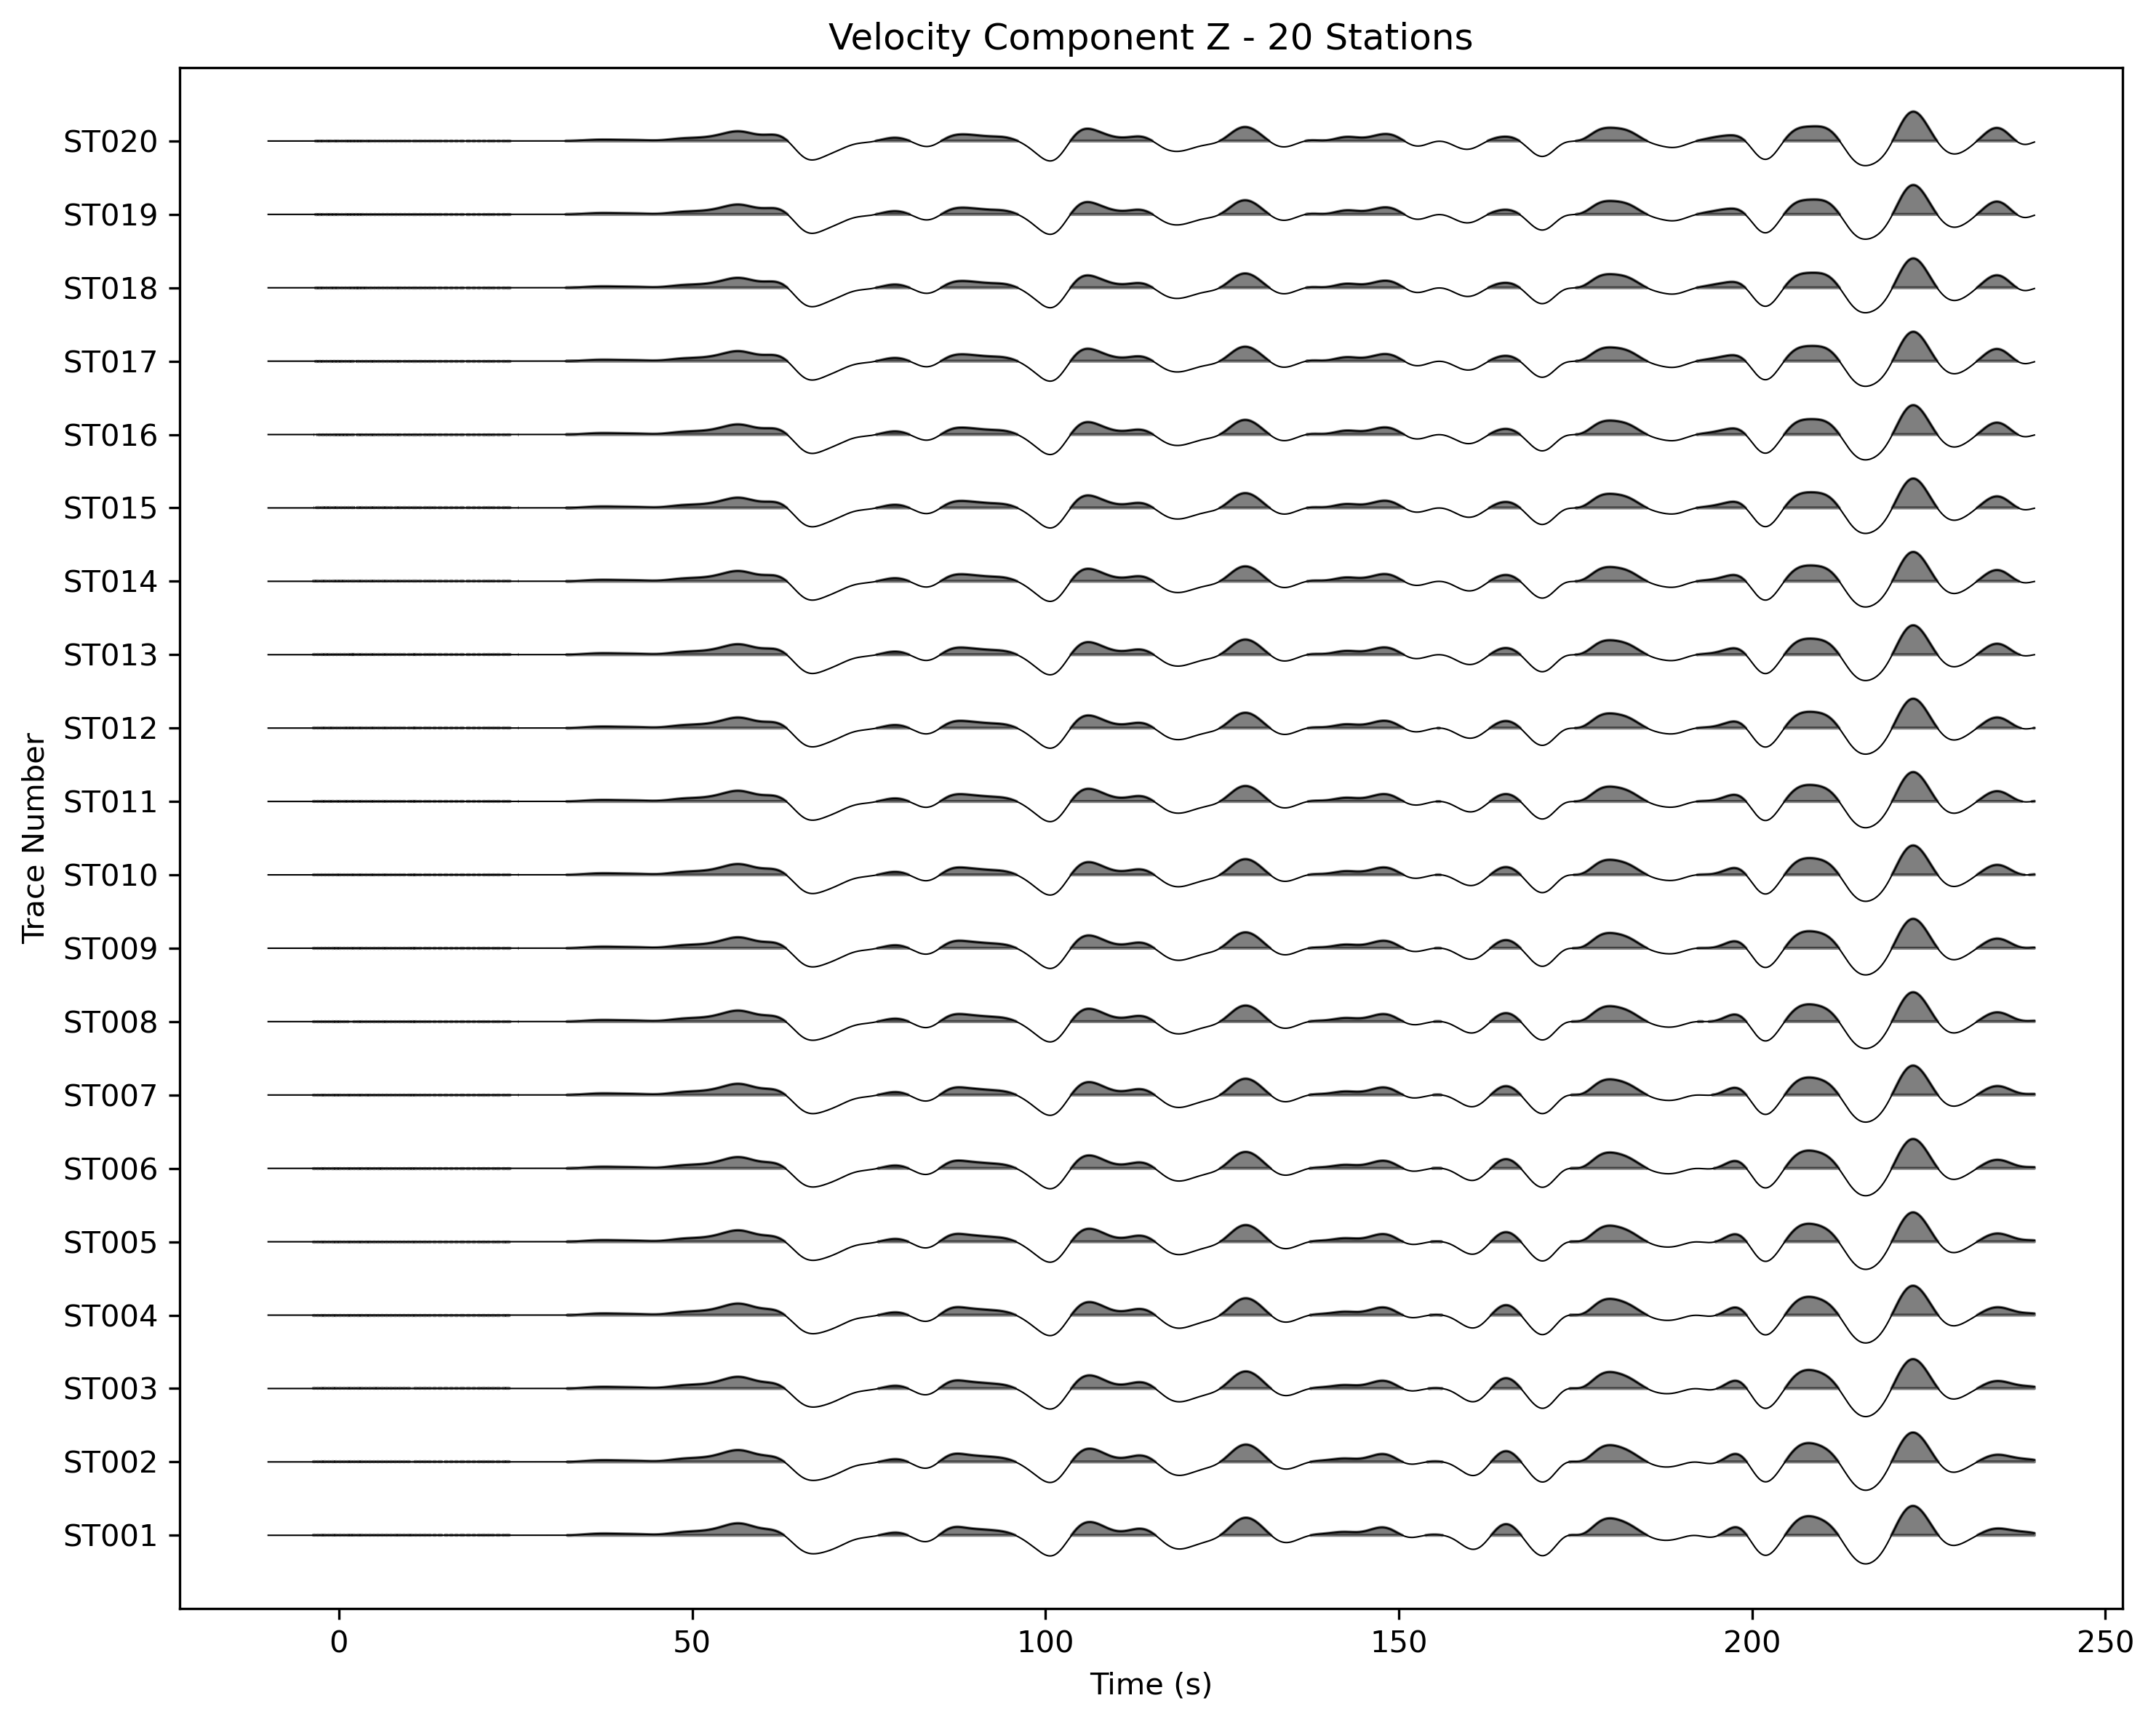 Velocity Component Z - 20 Stations
ST020
ST019
ST018
ST017
ST016
ST015
ST014
ST013
ST012
ST011
ST010
ST009
ST008
ST007
ST006
ST005
ST004
ST003
ST002
ST001
Trace Number
0 50 100 150 200 250
Time (s)